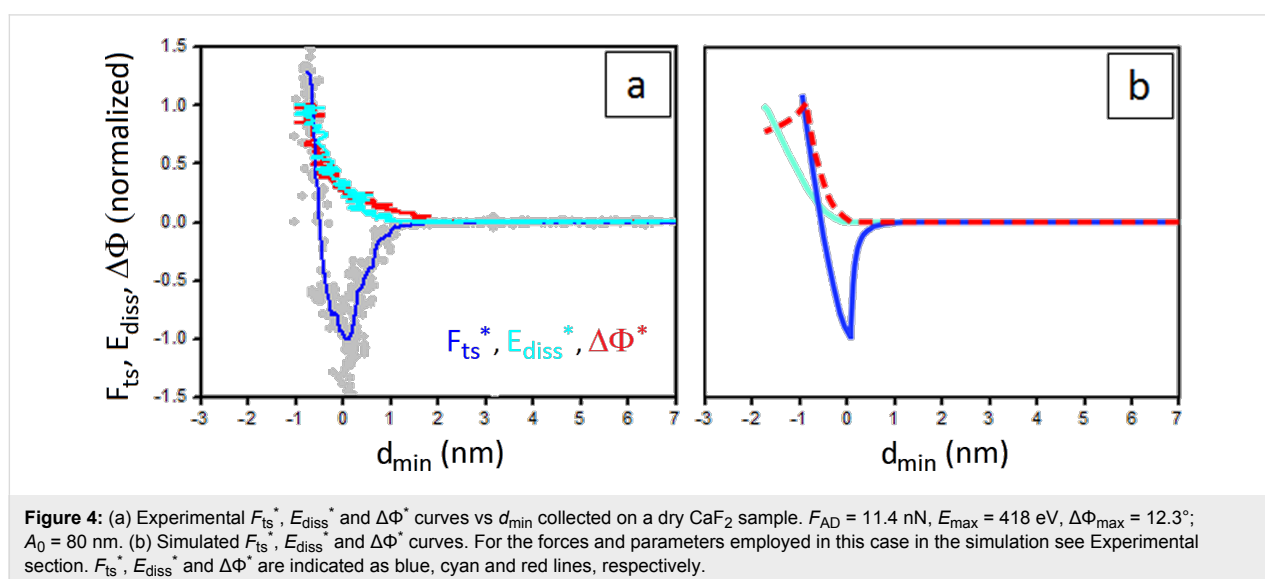 F_ts, E_diss, ΔΦ (normalized)
1.5
1.0
0.5
0.0
-0.5
-1.0
-1.5
a
F_ts*, E_diss*, ΔΦ*
-3 -2 -1 0 1 2 3 4 5 6 7
d_min (nm)
b
-3 -2 -1 0 1 2 3 4 5 6 7
d_min (nm)
Figure 4: (a) Experimental F_ts*, E_diss* and ΔΦ* curves vs d_min collected on a dry CaF₂ sample. F_AD = 11.4 nN, E_max = 418 eV, ΔΦ_max = 12.3°;
A₀ = 80 nm. (b) Simulated F_ts*, E_diss* and ΔΦ* curves. For the forces and parameters employed in this case in the simulation see Experimental
section. F_ts*, E_diss* and ΔΦ* are indicated as blue, cyan and red lines, respectively.